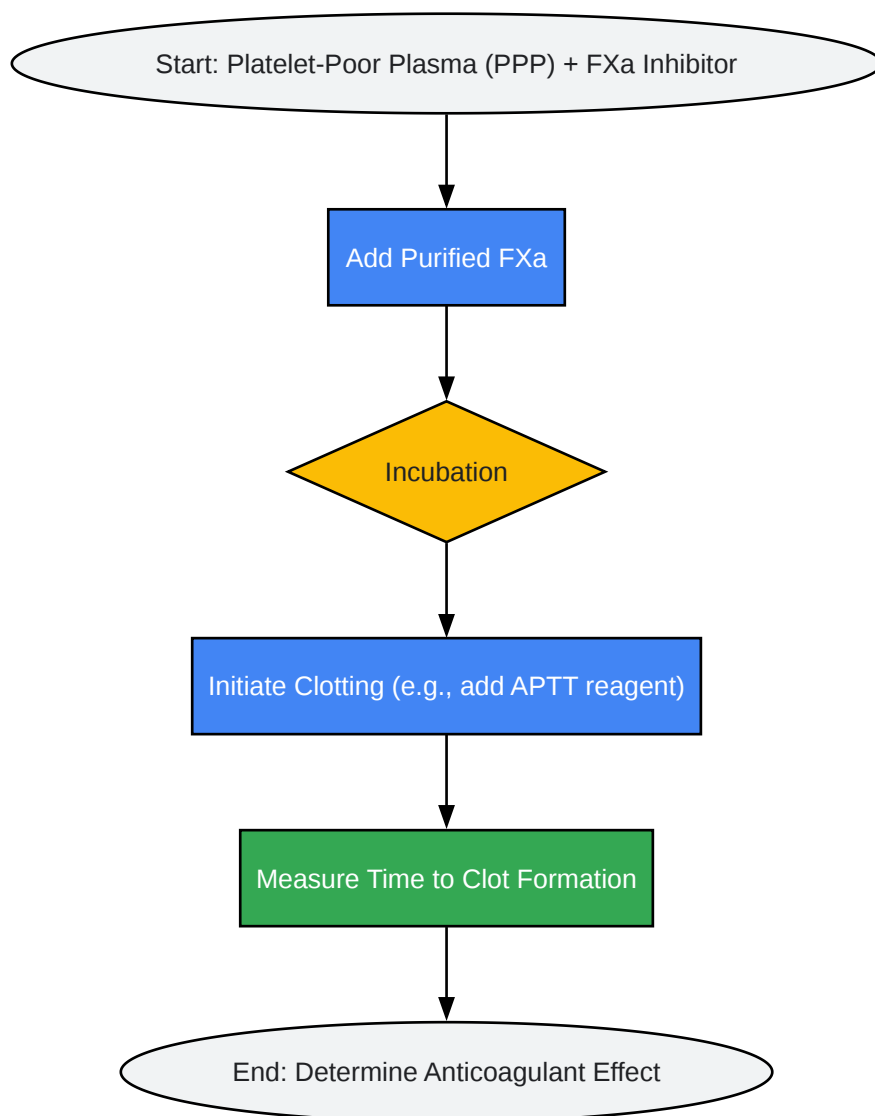 Start: Platelet-Poor Plasma (PPP) + FXa Inhibitor
Add Purified FXa
Incubation
Initiate Clotting (e.g., add APTT reagent)
Measure Time to Clot Formation
End: Determine Anticoagulant Effect